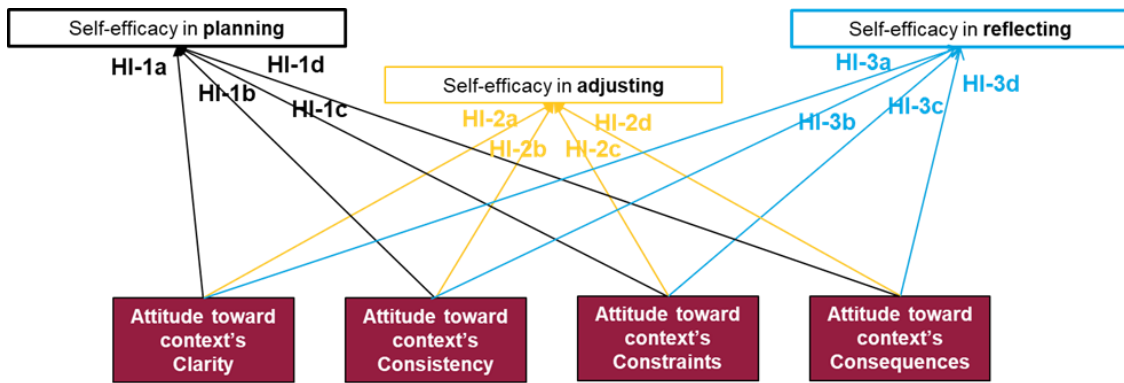 Self-efficacy in planning
Self-efficacy in reflecting
HI-1a
HI-1d
HI-3a
Self-efficacy in adjusting
HI-3d
HI-1b
HI-1c
HI-3c
HI-2a
HI-2d
HI-3b
HI-2b
HI-2c
Attitude toward
context's
Clarity
Attitude toward
context's
Consistency
Attitude toward
context's
Constraints
Attitude toward
context's
Consequences